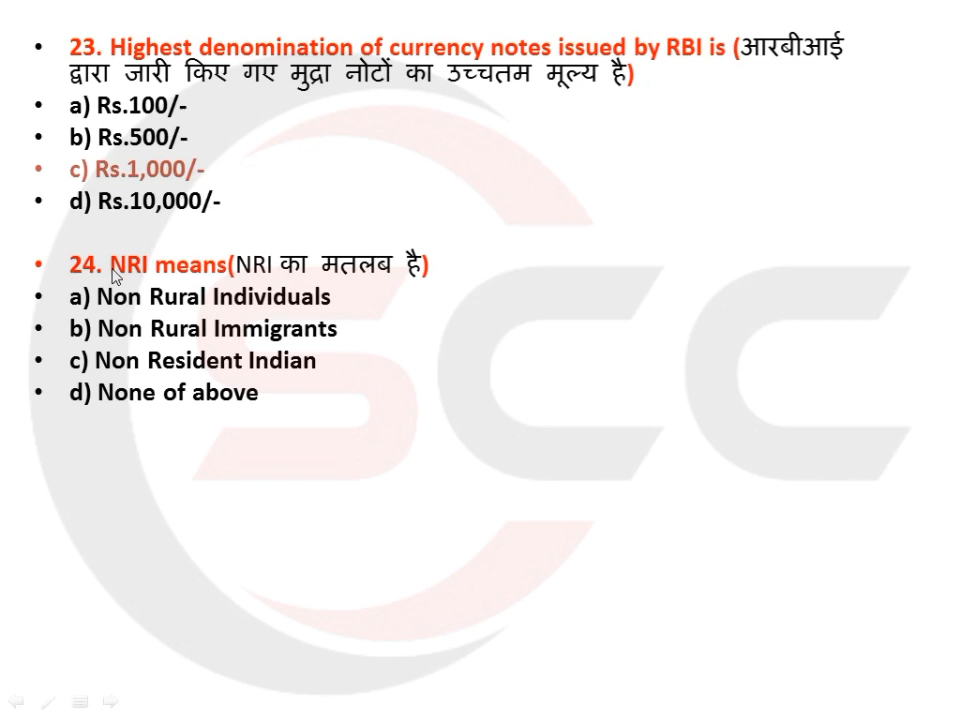 • 23. Highest denomination of currency notes issued by RBI is (आरबीआई
द्वारा जारी किए गए मुद्रा नोटों का उच्चतम मूल्य है)
• a) Rs.100/-
• b) Rs.500/-
• c) Rs.1,000/-
• d) Rs.10,000/-
• 24. NRI means(NRI का मतलब है)
• a) Non Rural Individuals
• b) Non Rural Immigrants
• c) Non Resident Indian
• d) None of above
SCC